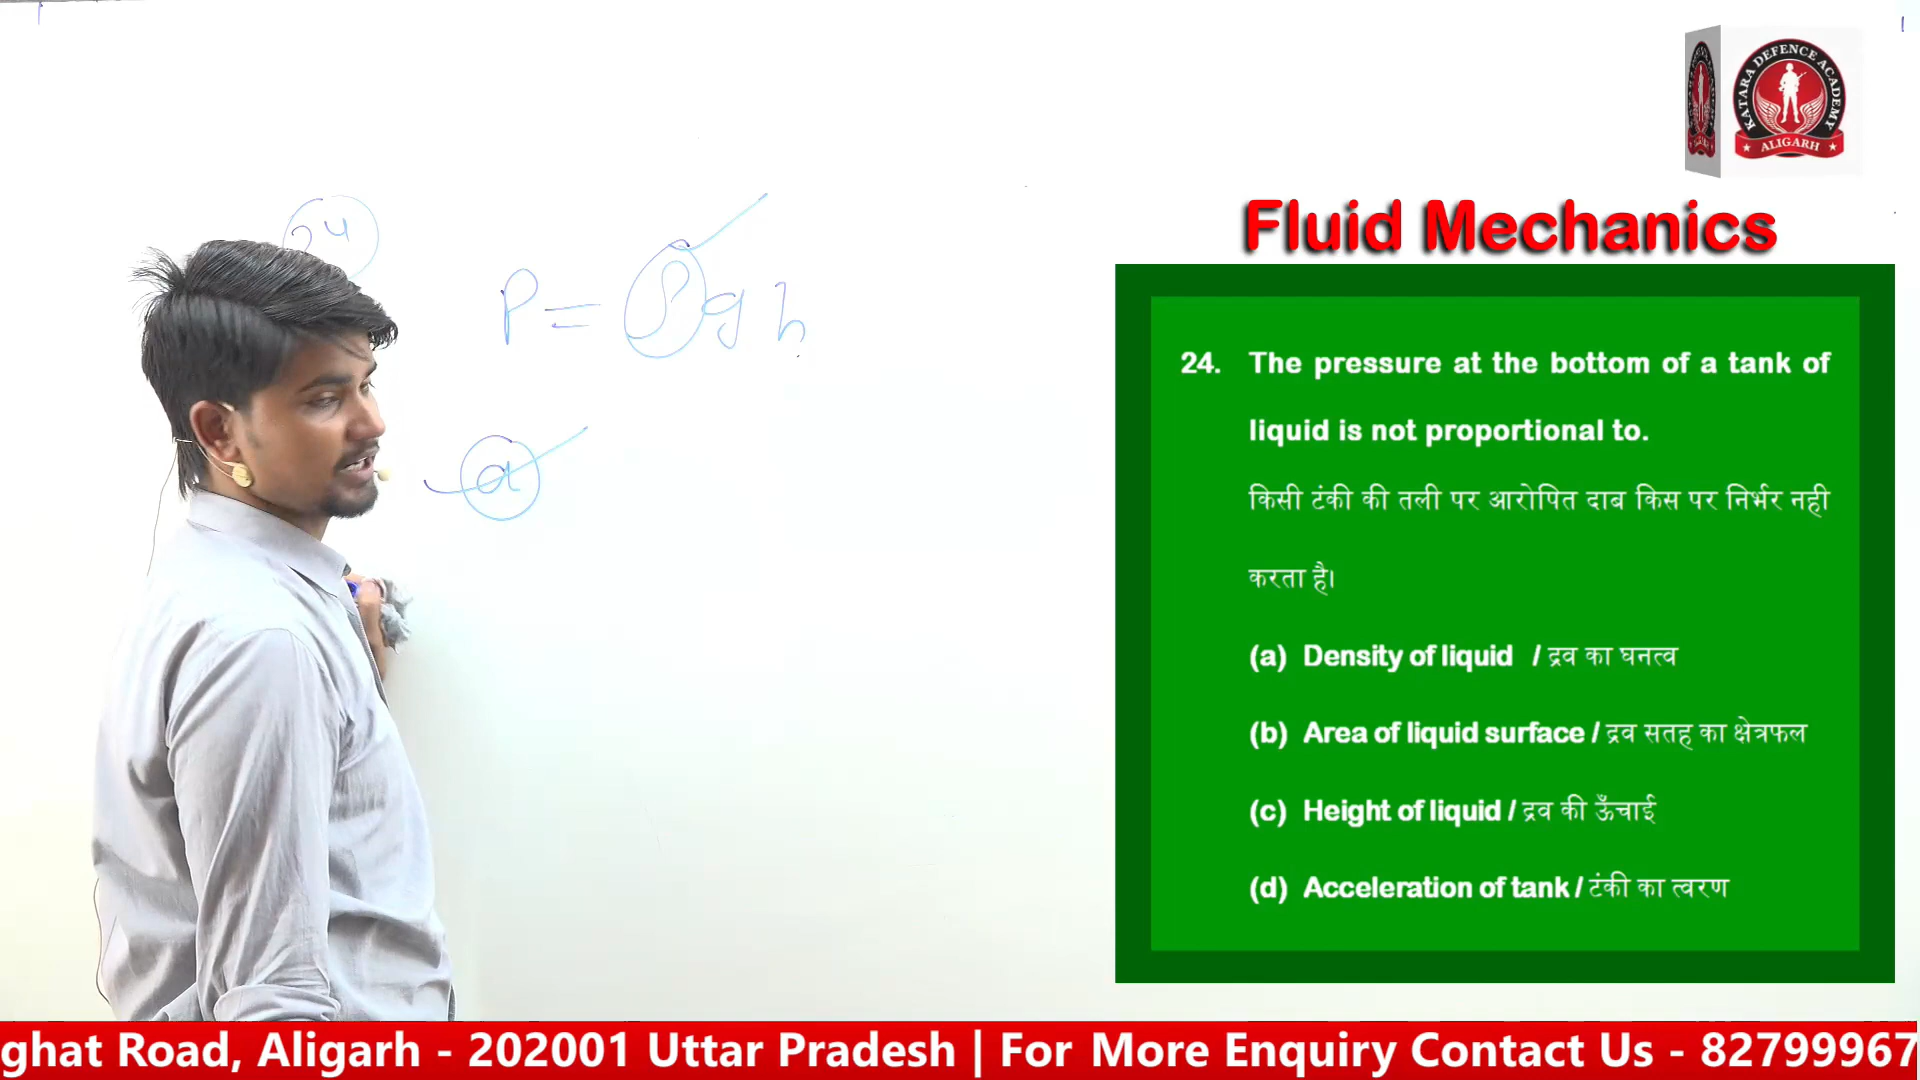 KATARA DEFENCE ACADEMY
ALIGARH
Fluid Mechanics
24
P = ρgh
a
24. The pressure at the bottom of a tank of
liquid is not proportional to.
किसी टंकी की तली पर आरोपित दाब किस पर निर्भर नही
करता है।
(a) Density of liquid / द्रव का घनत्व
(b) Area of liquid surface / द्रव सतह का क्षेत्रफल
(c) Height of liquid / द्रव की ऊँचाई
(d) Acceleration of tank / टंकी का त्वरण
ghat Road, Aligarh - 202001 Uttar Pradesh | For More Enquiry Contact Us - 82799967